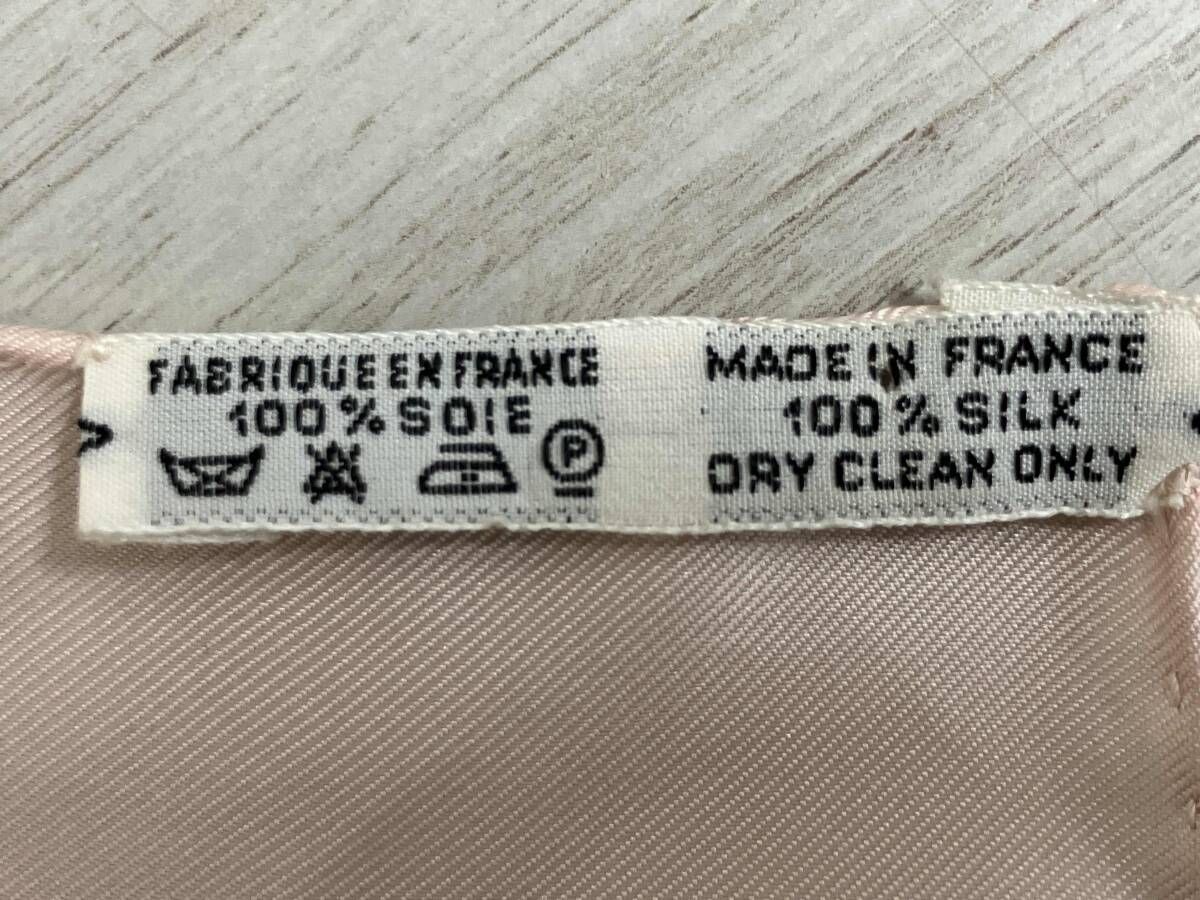 FABRIQUE EN FRANCE
100% SOIE
P
MADE IN FRANCE
100% SILK
DRY CLEAN ONLY